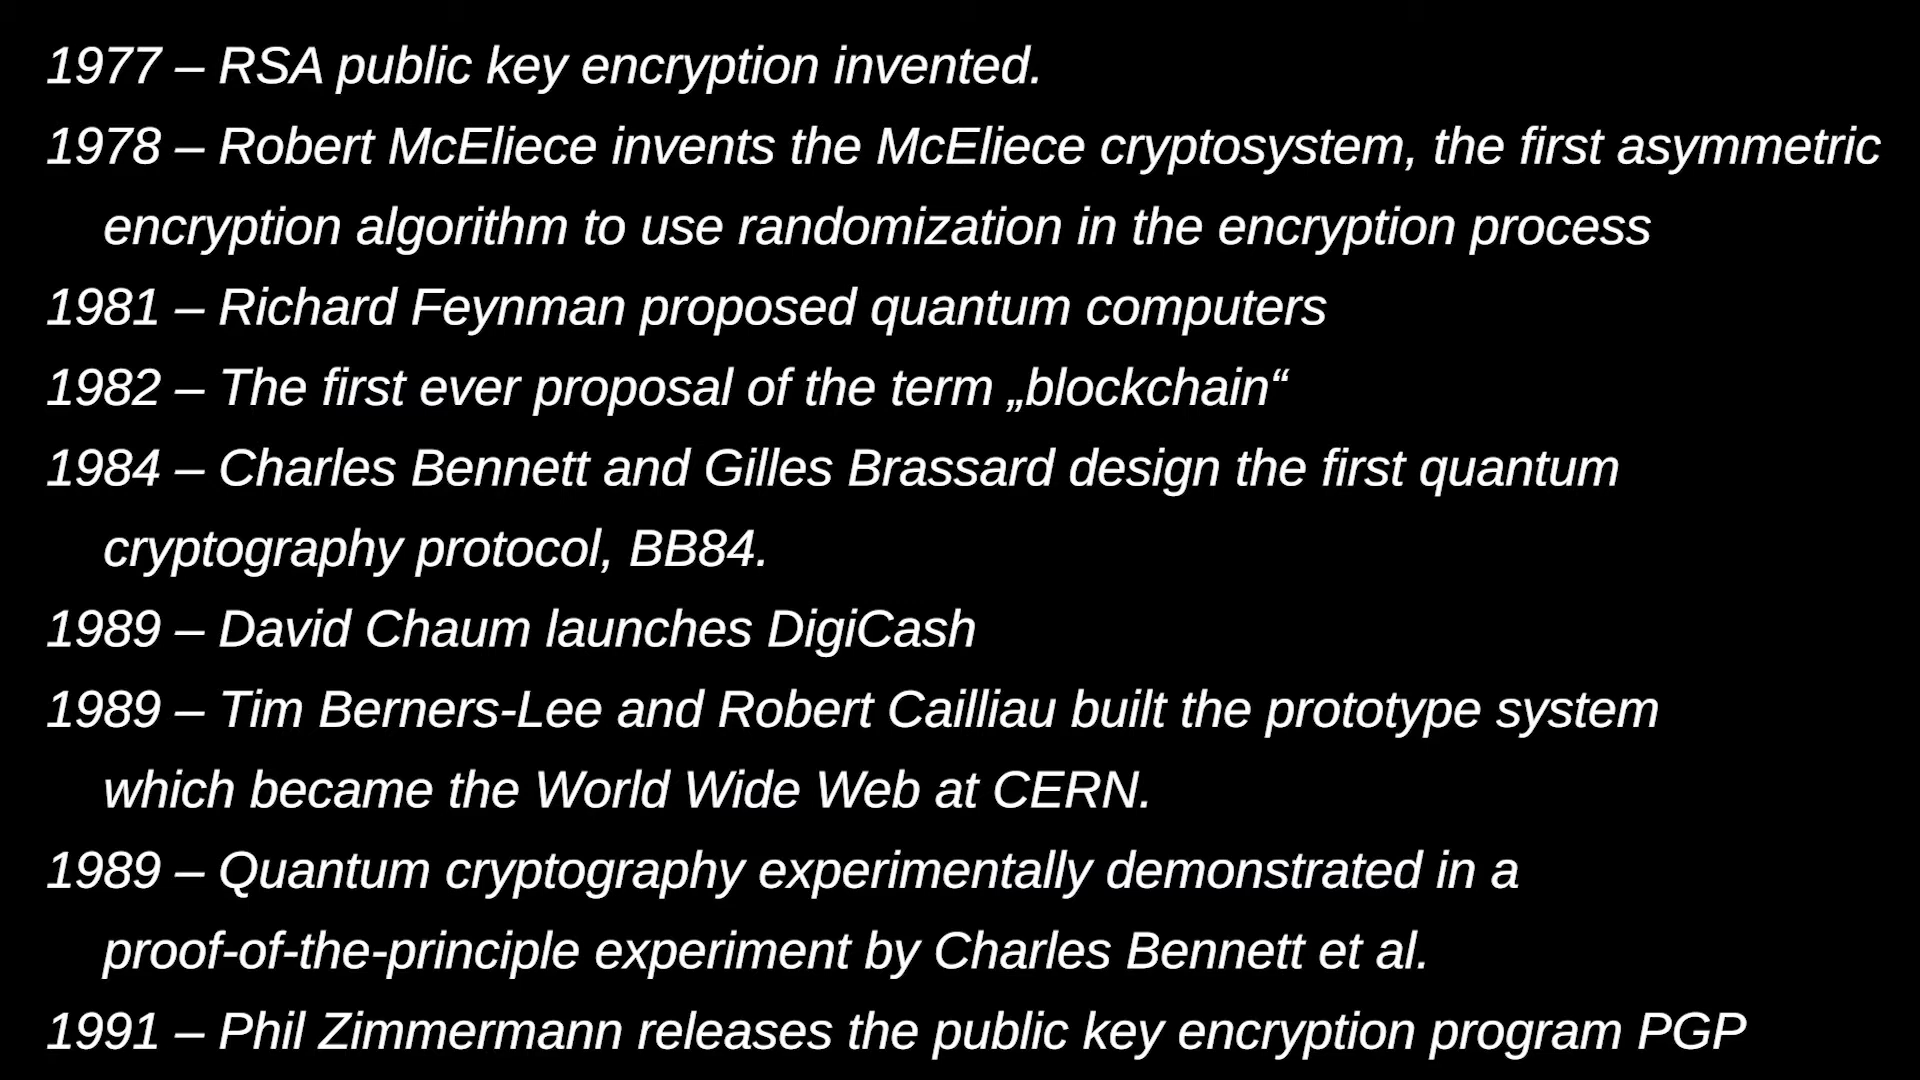 1977 – RSA public key encryption invented.
1978 – Robert McEliece invents the McEliece cryptosystem, the first asymmetric
encryption algorithm to use randomization in the encryption process
1981 – Richard Feynman proposed quantum computers
1982 – The first ever proposal of the term „blockchain“
1984 – Charles Bennett and Gilles Brassard design the first quantum
cryptography protocol, BB84.
1989 – David Chaum launches DigiCash
1989 – Tim Berners-Lee and Robert Cailliau built the prototype system
which became the World Wide Web at CERN.
1989 – Quantum cryptography experimentally demonstrated in a
proof-of-the-principle experiment by Charles Bennett et al.
1991 – Phil Zimmermann releases the public key encryption program PGP